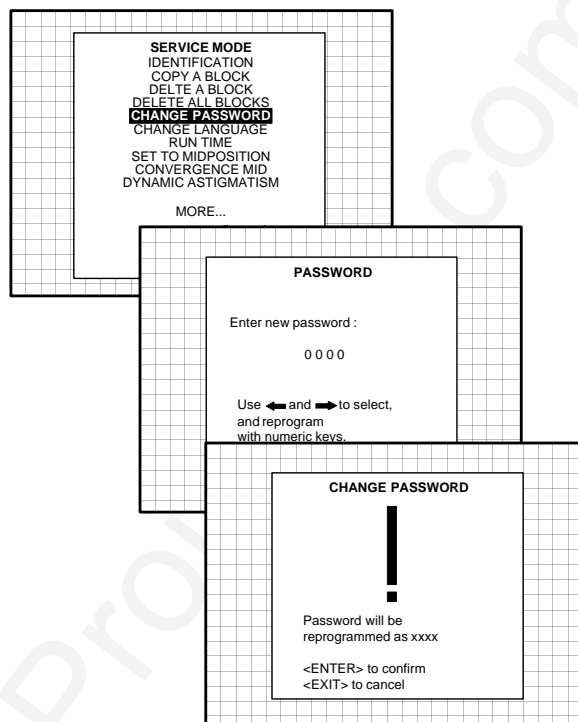 SERVICE MODE
IDENTIFICATION
COPY A BLOCK
DELTE A BLOCK
DELETE ALL BLOCKS
CHANGE PASSWORD
CHANGE LANGUAGE
RUN TIME
SET TO MIDPOSITION
CONVERGENCE MID
DYNAMIC ASTIGMATISM
MORE...
PASSWORD
Enter new password :
0 0 0 0
Use and to select,
and reprogram
with numeric keys.
CHANGE PASSWORD
!
Password will be
reprogrammed as xxxx
<ENTER> to confirm
<EXIT> to cancel